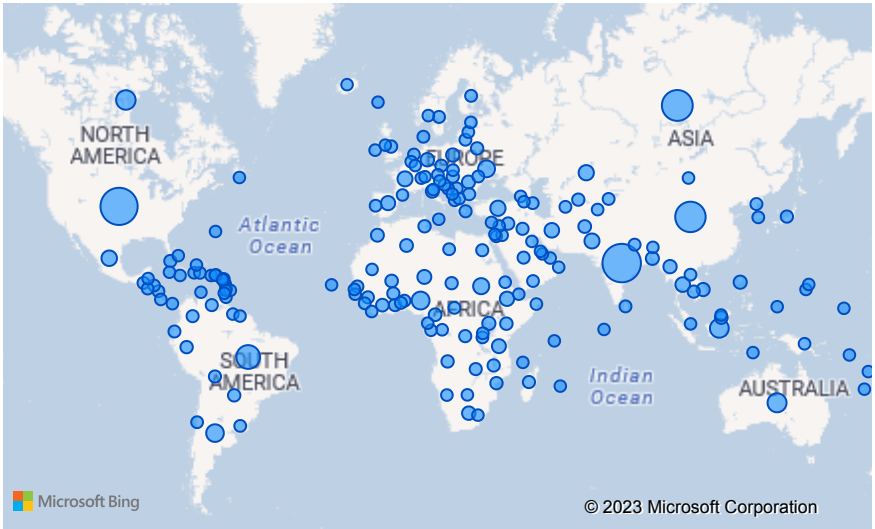 NORTH
AMERICA
EUROPE
ASIA
Atlantic
Ocean
AFRICA
SOUTH
AMERICA
Indian
Ocean
AUSTRALIA
Microsoft Bing
© 2023 Microsoft Corporation